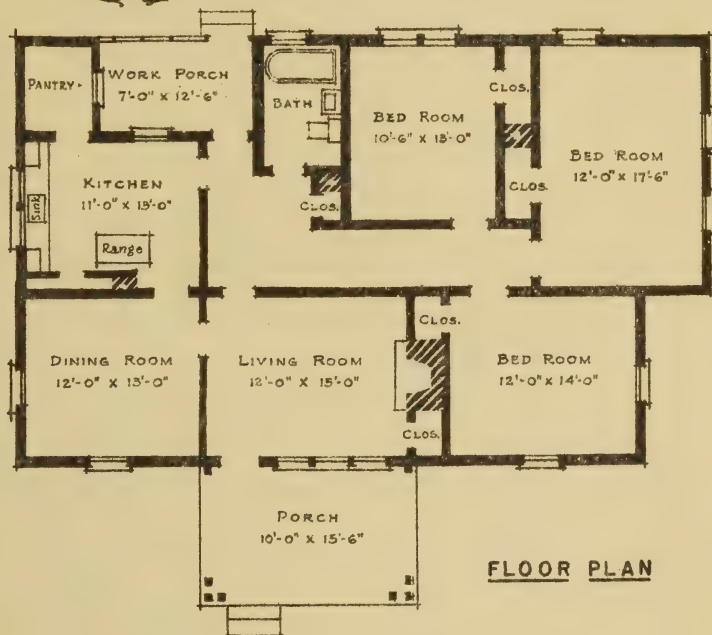 PANTRY
WORK PORCH
7'-0" X 12'-6"
BATH
CLOS.
BED ROOM
10'-6" X 13'-0"
BED ROOM
12'-0" X 17'-6"
KITCHEN
11'-0" X 13'-0"
Sink
CLOS.
CLOS.
Range
CLOS.
DINING ROOM
12'-0" X 13'-0"
LIVING ROOM
12'-0" X 15'-0"
BED ROOM
12'-0" X 14'-0"
CLOS.
PORCH
10'-0" X 15'-6"
FLOOR PLAN